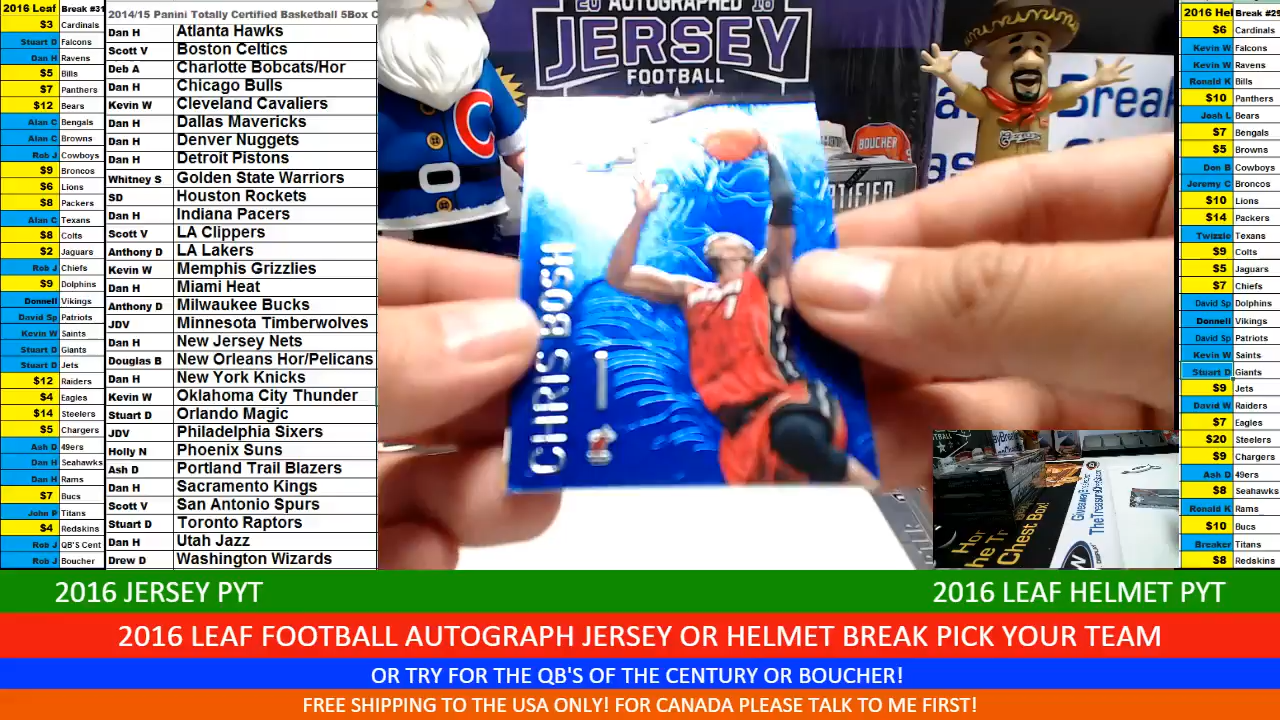 2016 Leaf Break #31
$3 Cardinals
Stuart D Falcons
Dan H Ravens
$5 Bills
$7 Panthers
$12 Bears
Alan C Bengals
Alan C Browns
Rob J Cowboys
$9 Broncos
$6 Lions
$8 Packers
Alan C Texans
$8 Colts
$2 Jaguars
Rob J Chiefs
$9 Dolphins
Donnell Vikings
David Sp Patriots
Kevin W Saints
Stuart D Giants
Stuart D Jets
$12 Raiders
$4 Eagles
$14 Steelers
$5 Chargers
Ash D 49ers
Dan H Seahawks
Dan H Rams
$7 Bucs
John P Titans
$4 Redskins
Rob J QB'S Cent
Rob J Boucher
2014/15 Panini Totally Certified Basketball 5Box C
Dan H Atlanta Hawks
Scott V Boston Celtics
Deb A Charlotte Bobcats/Hor
Dan H Chicago Bulls
Kevin W Cleveland Cavaliers
Dan H Dallas Mavericks
Dan H Denver Nuggets
Dan H Detroit Pistons
Whitney S Golden State Warriors
SD Houston Rockets
Dan H Indiana Pacers
Scott V LA Clippers
Anthony D LA Lakers
Kevin W Memphis Grizzlies
Dan H Miami Heat
Anthony D Milwaukee Bucks
JDV Minnesota Timberwolves
Dan H New Jersey Nets
Douglas B New Orleans Hor/Pelicans
Dan H New York Knicks
Kevin W Oklahoma City Thunder
Stuart D Orlando Magic
JDV Philadelphia Sixers
Holly N Phoenix Suns
Ash D Portland Trail Blazers
Dan H Sacramento Kings
Scott V San Antonio Spurs
Stuart D Toronto Raptors
Dan H Utah Jazz
Drew D Washington Wizards
20 AUTOGRAPHED 16
JERSEY
FOOTBALL
BOUCHER
CHRIS BOSH
Chest Box!
Giveaway
TheTreasure
2016 Hel Break #29
$6 Cardinals
Kevin W Falcons
Kevin W Ravens
Ronald K Bills
$10 Panthers
Josh L Bears
$7 Bengals
$5 Browns
Don B Cowboys
Jeremy C Broncos
$10 Lions
$14 Packers
Twizzle Texans
$9 Colts
$5 Jaguars
$7 Chiefs
David Sp Dolphins
Donnell Vikings
David Sp Patriots
Kevin W Saints
Stuart D Giants
$9 Jets
David W Raiders
$7 Eagles
$20 Steelers
$9 Chargers
Ash D 49ers
$8 Seahawks
Ronald K Rams
$10 Bucs
Breaker Titans
$8 Redskins
2016 JERSEY PYT
2016 LEAF HELMET PYT
2016 LEAF FOOTBALL AUTOGRAPH JERSEY OR HELMET BREAK PICK YOUR TEAM
OR TRY FOR THE QB'S OF THE CENTURY OR BOUCHER!
FREE SHIPPING TO THE USA ONLY! FOR CANADA PLEASE TALK TO ME FIRST!